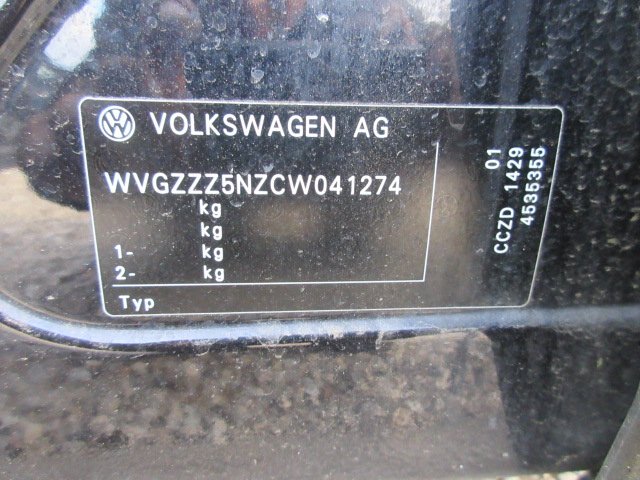 VOLKSWAGEN AG
WVGZZZ5NZCW041274
kg
kg
1- kg
2- kg
Typ
01
CCZD 1429
4535355